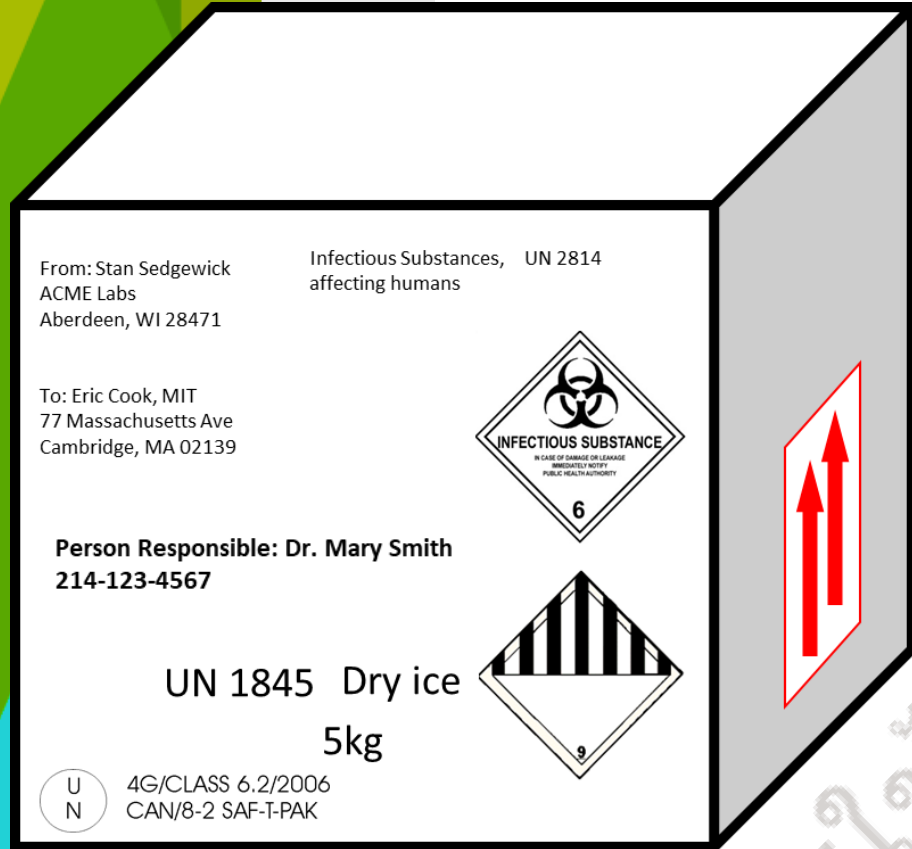 From: Stan Sedgewick
ACME Labs
Aberdeen, WI 28471
Infectious Substances, UN 2814
affecting humans
To: Eric Cook, MIT
77 Massachusetts Ave
Cambridge, MA 02139
INFECTIOUS SUBSTANCE
IN CASE OF DAMAGE OR LEAKAGE
IMMEDIATELY NOTIFY
PUBLIC HEALTH AUTHORITY
6
Person Responsible: Dr. Mary Smith
214-123-4567
UN 1845 Dry ice
5kg
9
U
N
4G/CLASS 6.2/2006
CAN/8-2 SAF-T-PAK